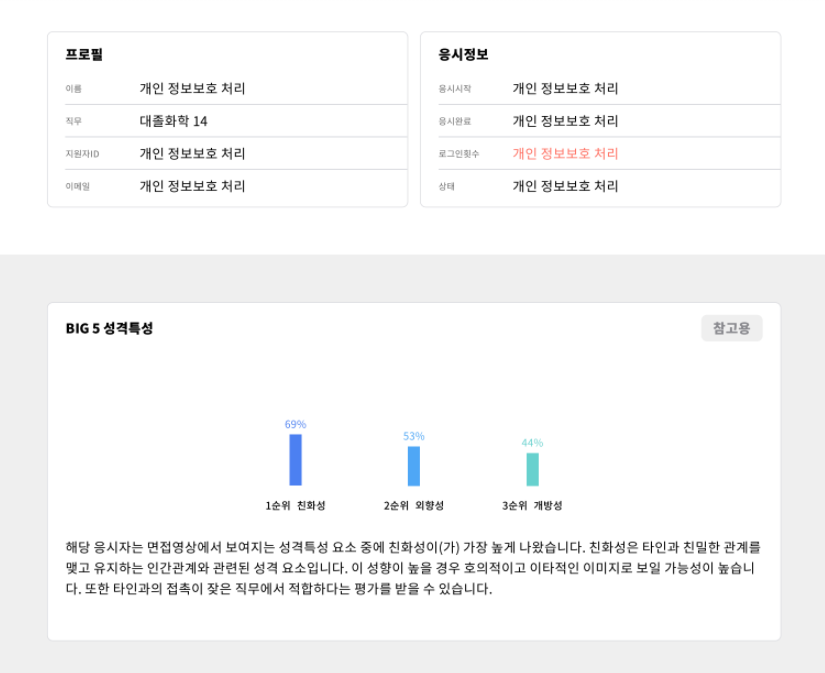 프로필
이름 개인 정보보호 처리
직무 대졸화학 14
지원자ID 개인 정보보호 처리
이메일 개인 정보보호 처리
응시정보
응시시작 개인 정보보호 처리
응시완료 개인 정보보호 처리
로그인횟수 개인 정보보호 처리
상태 개인 정보보호 처리
BIG 5 성격특성
참고용
69%
53%
44%
1순위 친화성
2순위 외향성
3순위 개방성
해당 응시자는 면접영상에서 보여지는 성격특성 요소 중에 친화성이(가) 가장 높게 나왔습니다. 친화성은 타인과 친밀한 관계를
맺고 유지하는 인간관계와 관련된 성격 요소입니다. 이 성향이 높을 경우 호의적이고 이타적인 이미지로 보일 가능성이 높습니
다. 또한 타인과의 접촉이 잦은 직무에서 적합하다는 평가를 받을 수 있습니다.